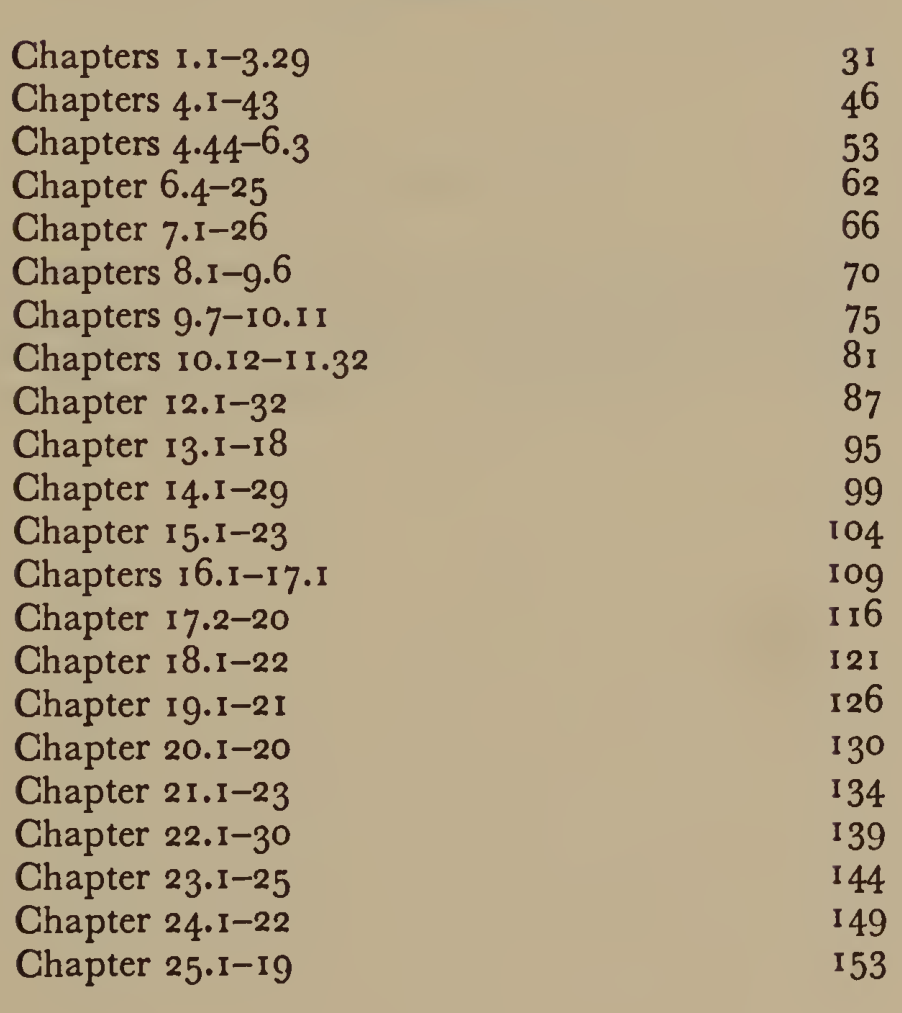 Chapters 1.1–3.29 31
Chapters 4.1–43 46
Chapters 4.44–6.3 53
Chapter 6.4–25 62
Chapter 7.1–26 66
Chapters 8.1–9.6 70
Chapters 9.7–10.11 75
Chapters 10.12–11.32 81
Chapter 12.1–32 87
Chapter 13.1–18 95
Chapter 14.1–29 99
Chapter 15.1–23 104
Chapters 16.1–17.1 109
Chapter 17.2–20 116
Chapter 18.1–22 121
Chapter 19.1–21 126
Chapter 20.1–20 130
Chapter 21.1–23 134
Chapter 22.1–30 139
Chapter 23.1–25 144
Chapter 24.1–22 149
Chapter 25.1–19 153